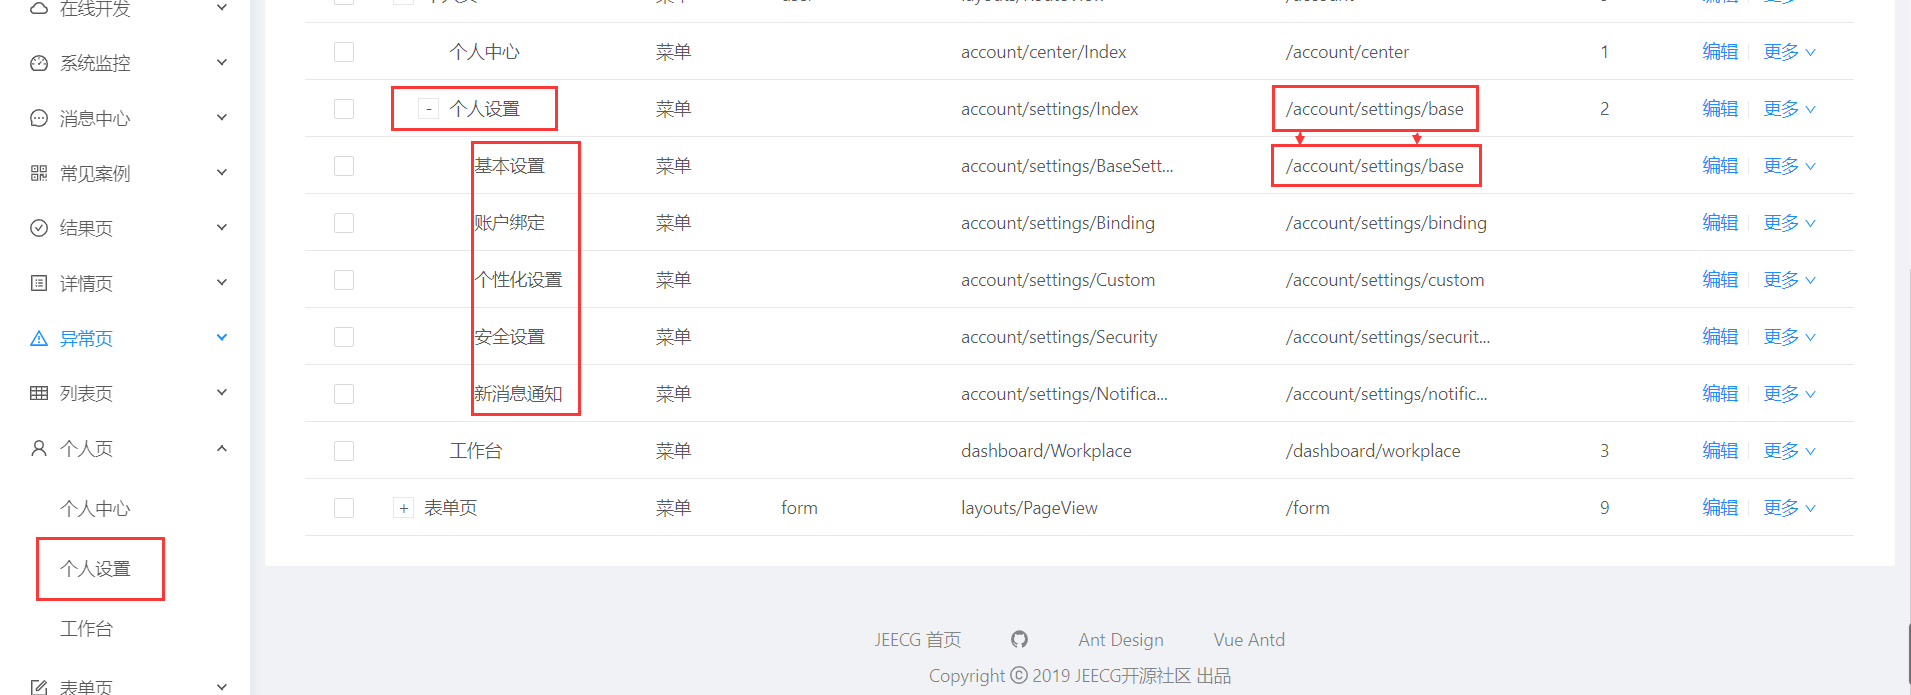 在线开发
系统监控
消息中心
常见案例
结果页
详情页
异常页
列表页
个人页
个人中心
个人设置
工作台
表单页
个人中心 菜单 account/center/Index /account/center 1 编辑 更多
- 个人设置 菜单 account/settings/Index /account/settings/base 2 编辑 更多
基本设置 菜单 account/settings/BaseSett... /account/settings/base 编辑 更多
账户绑定 菜单 account/settings/Binding /account/settings/binding 编辑 更多
个性化设置 菜单 account/settings/Custom /account/settings/custom 编辑 更多
安全设置 菜单 account/settings/Security /account/settings/securit... 编辑 更多
新消息通知 菜单 account/settings/Notifica... /account/settings/notific... 编辑 更多
工作台 菜单 dashboard/Workplace /dashboard/workplace 3 编辑 更多
+ 表单页 菜单 form layouts/PageView /form 9 编辑 更多
JEECG 首页 Ant Design Vue Antd
Copyright © 2019 JEECG开源社区 出品